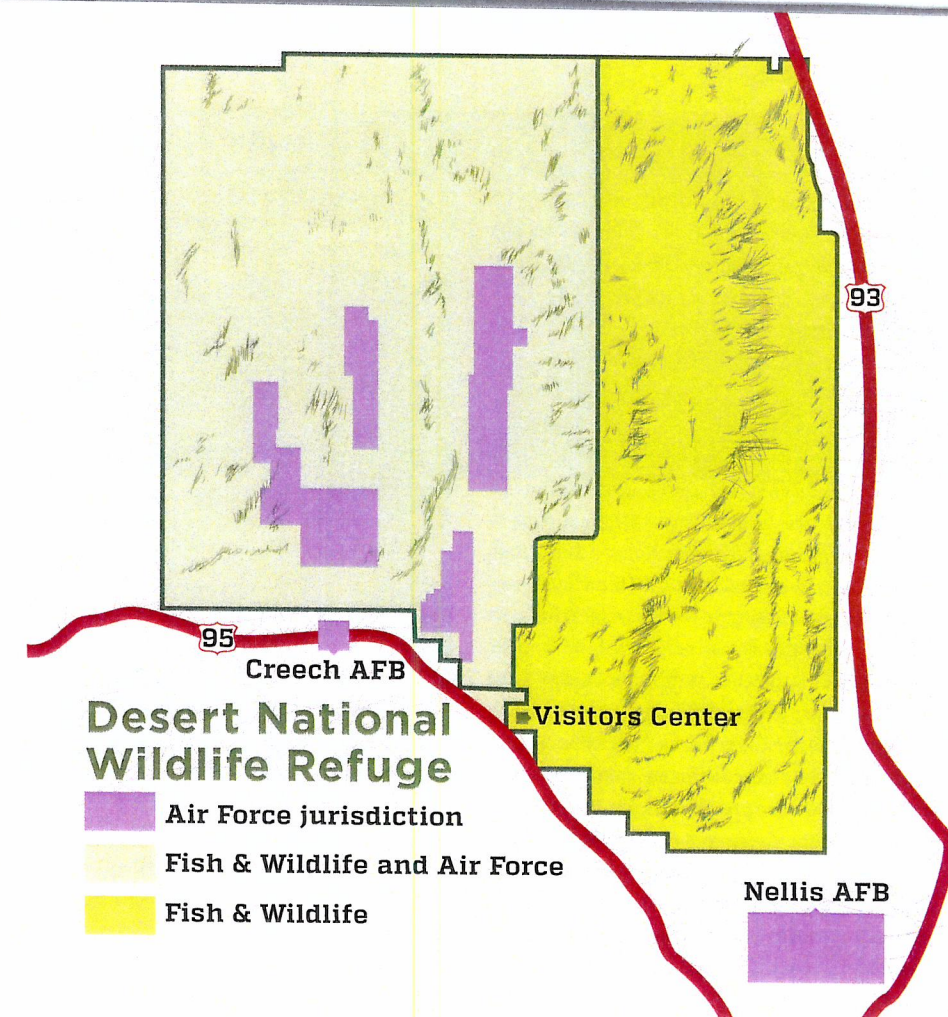 93
95
Creech AFB
Visitors Center
Desert National
Wildlife Refuge
Air Force jurisdiction
Fish & Wildlife and Air Force
Fish & Wildlife
Nellis AFB